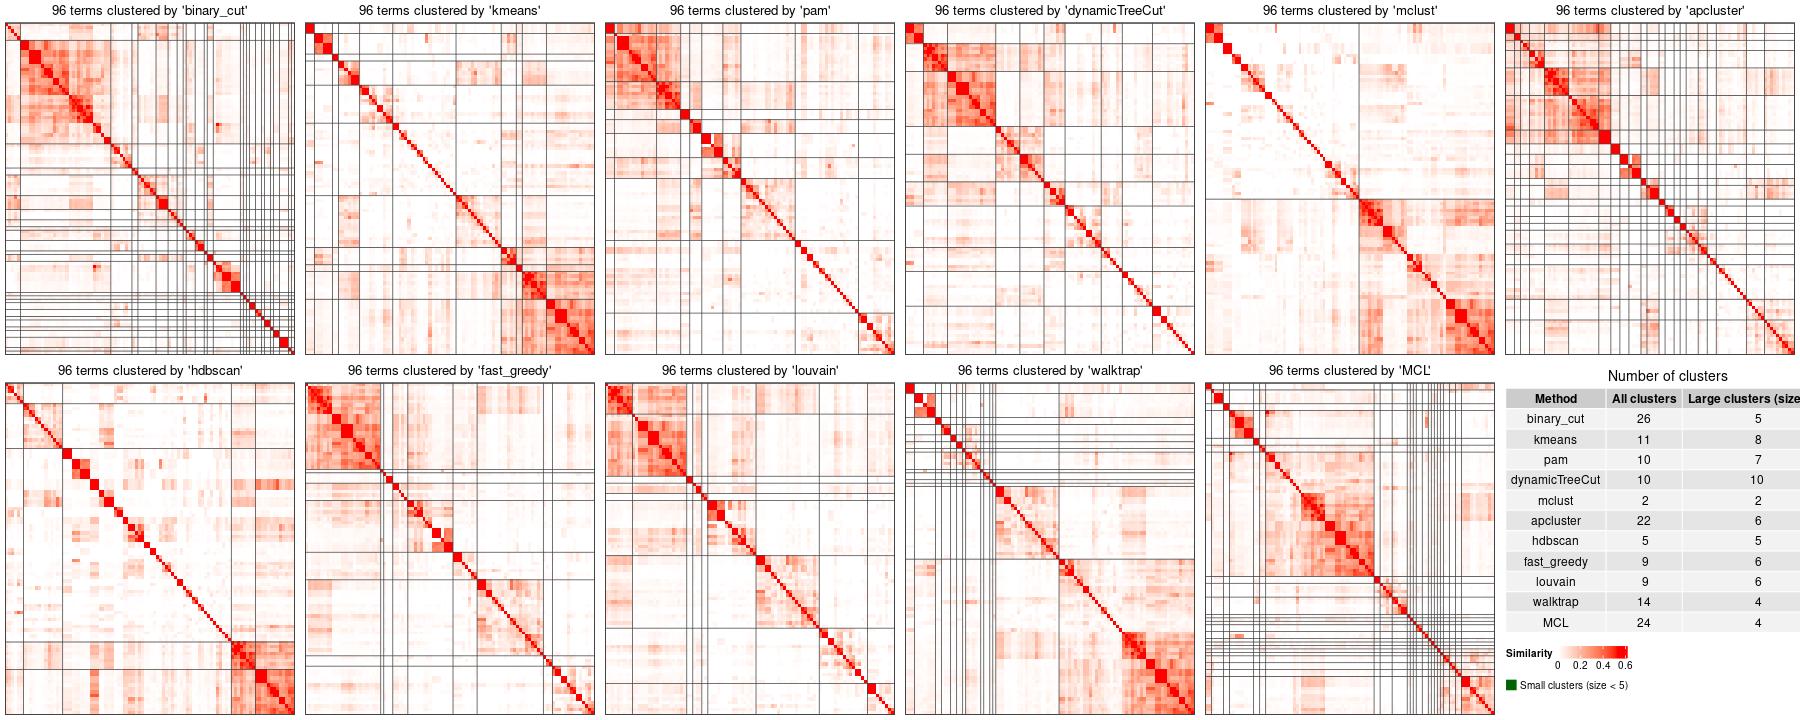 96 terms clustered by 'binary_cut'
96 terms clustered by 'kmeans'
96 terms clustered by 'pam'
96 terms clustered by 'dynamicTreeCut'
96 terms clustered by 'mclust'
96 terms clustered by 'apcluster'
96 terms clustered by 'hdbscan'
96 terms clustered by 'fast_greedy'
96 terms clustered by 'louvain'
96 terms clustered by 'walktrap'
96 terms clustered by 'MCL'
Number of clusters
Method All clusters Large clusters (size
binary_cut 26 5
kmeans 11 8
pam 10 7
dynamicTreeCut 10 10
mclust 2 2
apcluster 22 6
hdbscan 5 5
fast_greedy 9 6
louvain 9 6
walktrap 14 4
MCL 24 4
Similarity
0 0.2 0.4 0.6
Small clusters (size < 5)